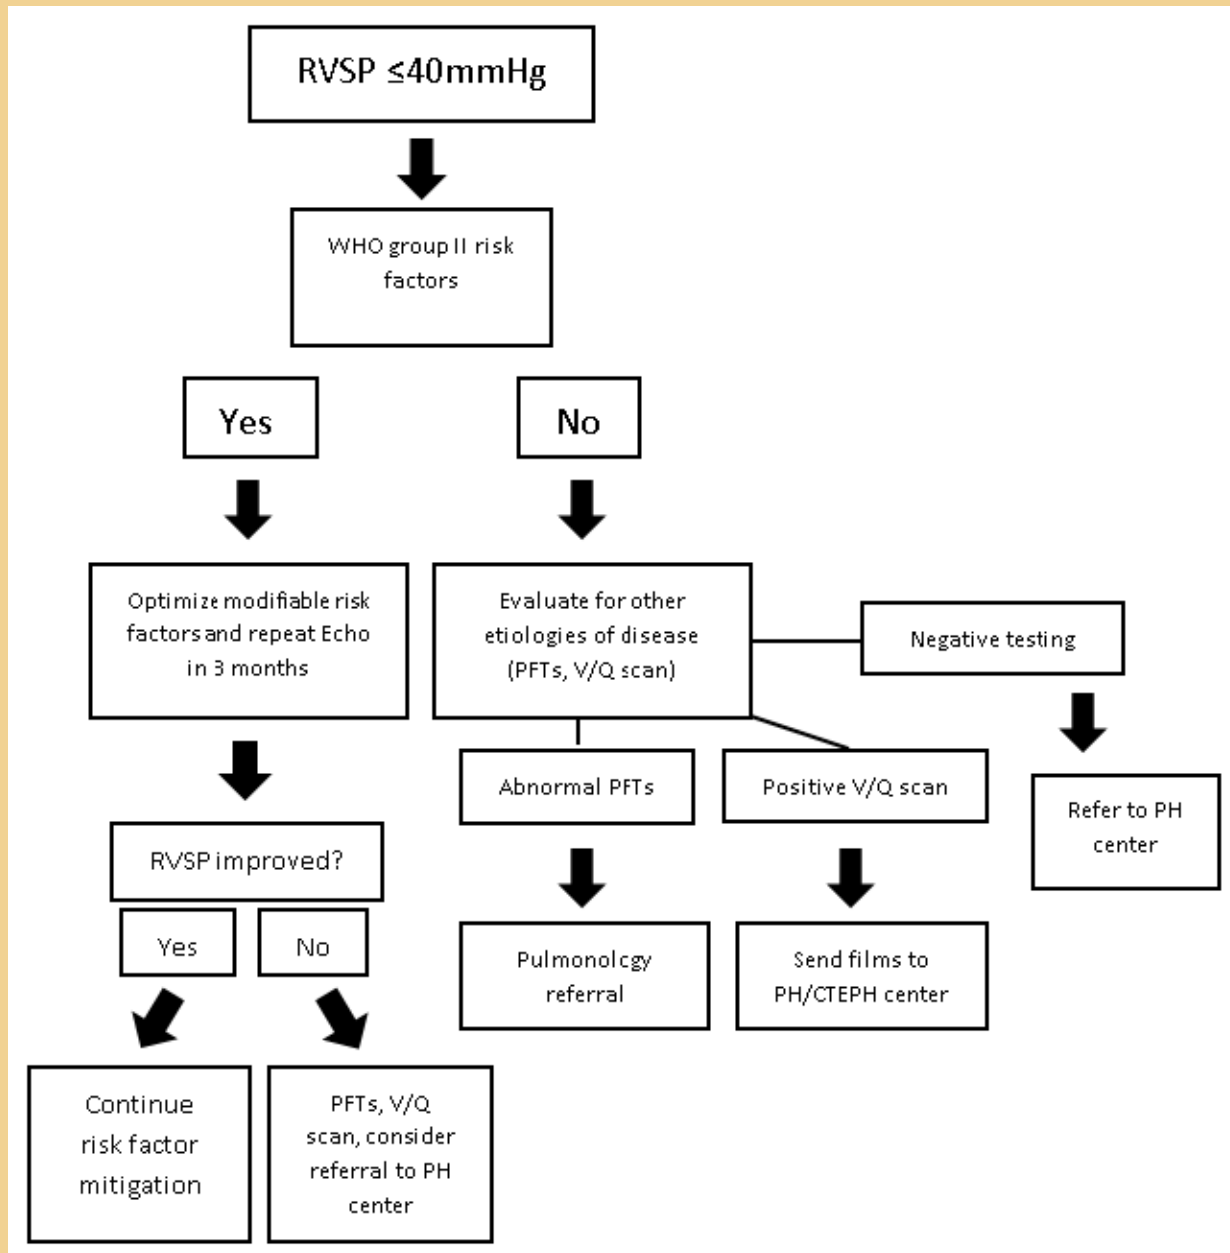 RVSP ≤40mmHg
WHO group II risk
factors
Yes
No
Optimize modifiable risk
factors and repeat Echo
in 3 months
Evaluate for other
etiologies of disease
(PFTs, V/Q scan)
Negative testing
Abnormal PFTs
Positive V/Q scan
Refer to PH
center
RVSP improved?
Yes
No
Pulmonology
referral
Send films to
PH/CTEPH center
Continue
risk factor
mitigation
PFTs, V/Q
scan, consider
referral to PH
center